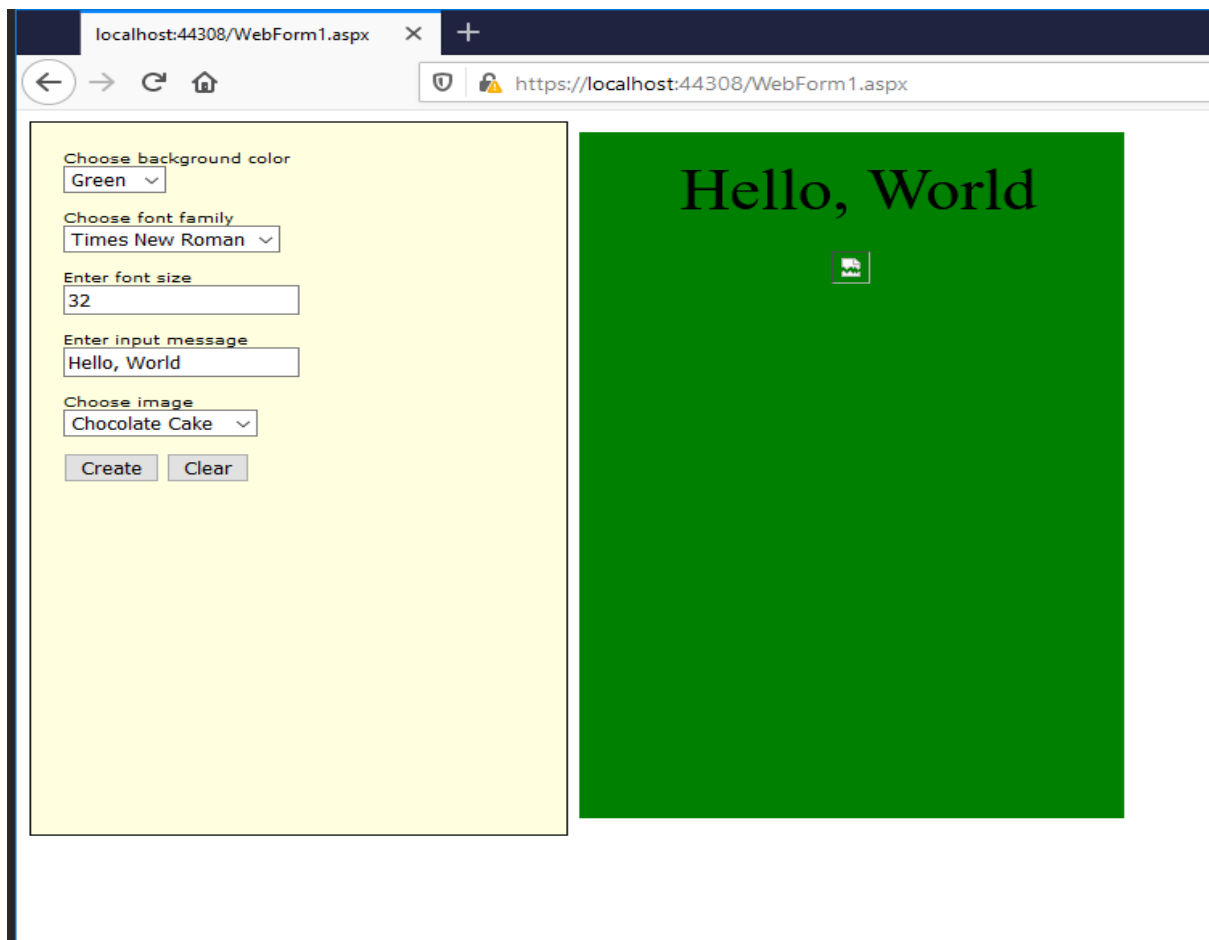 localhost:44308/WebForm1.aspx
https://localhost:44308/WebForm1.aspx
Choose background color
Green
Choose font family
Times New Roman
Enter font size
32
Enter input message
Hello, World
Choose image
Chocolate Cake
Create Clear
Hello, World